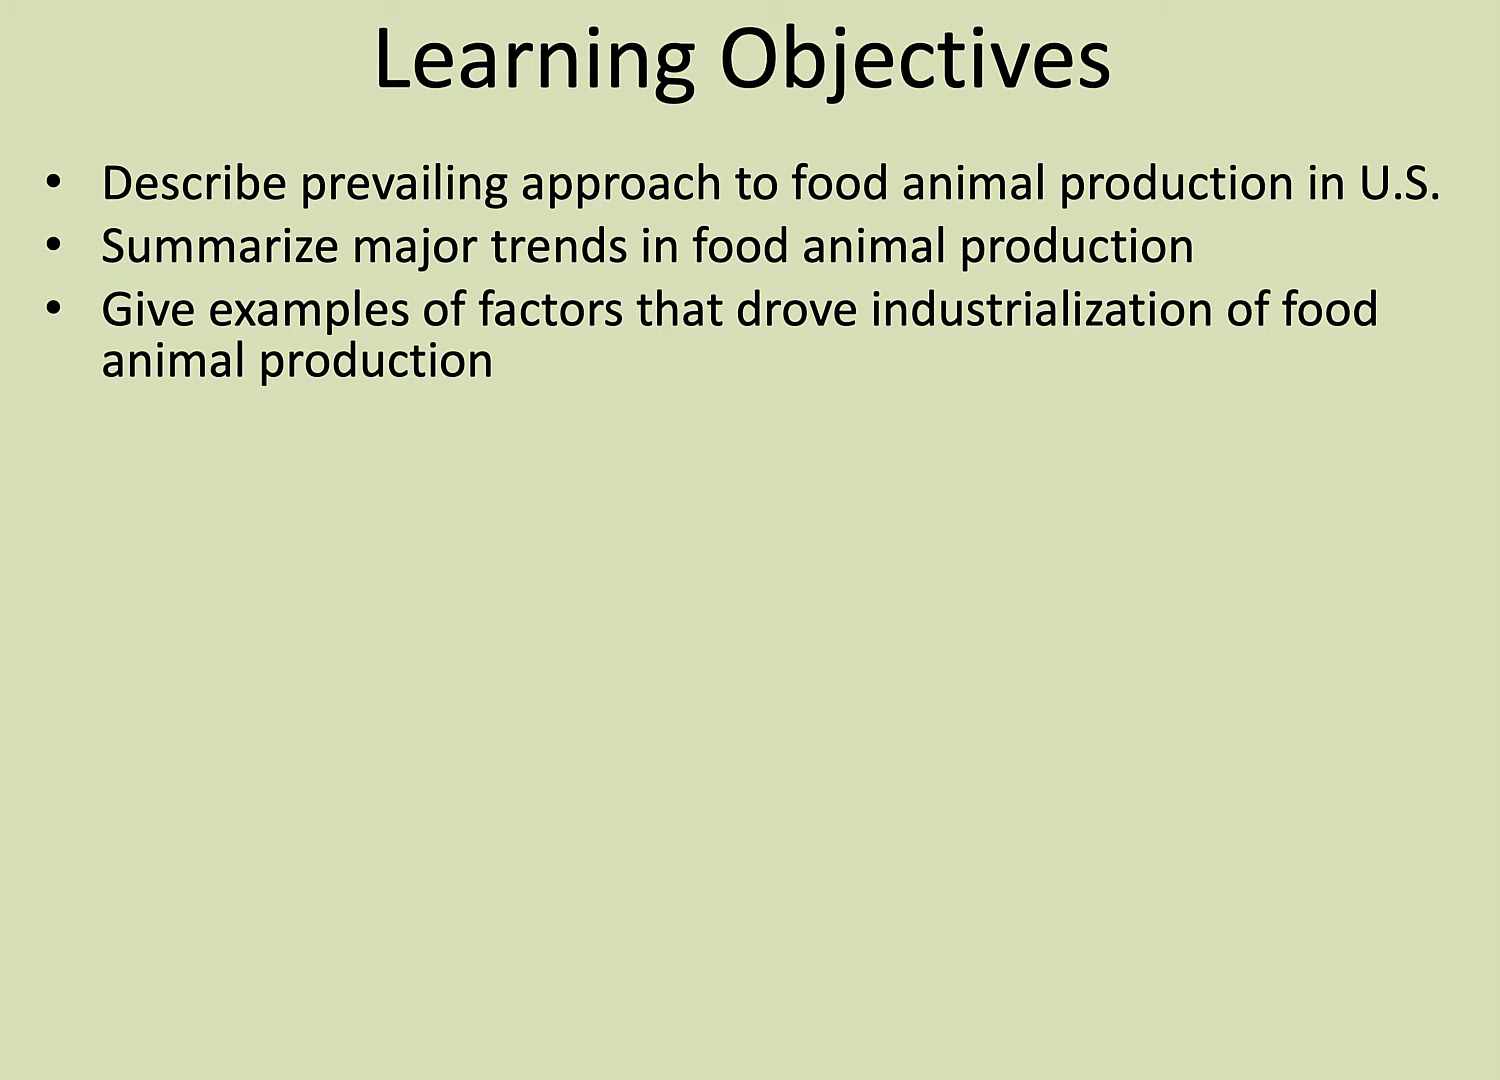 Learning Objectives
• Describe prevailing approach to food animal production in U.S.
• Summarize major trends in food animal production
• Give examples of factors that drove industrialization of food
animal production